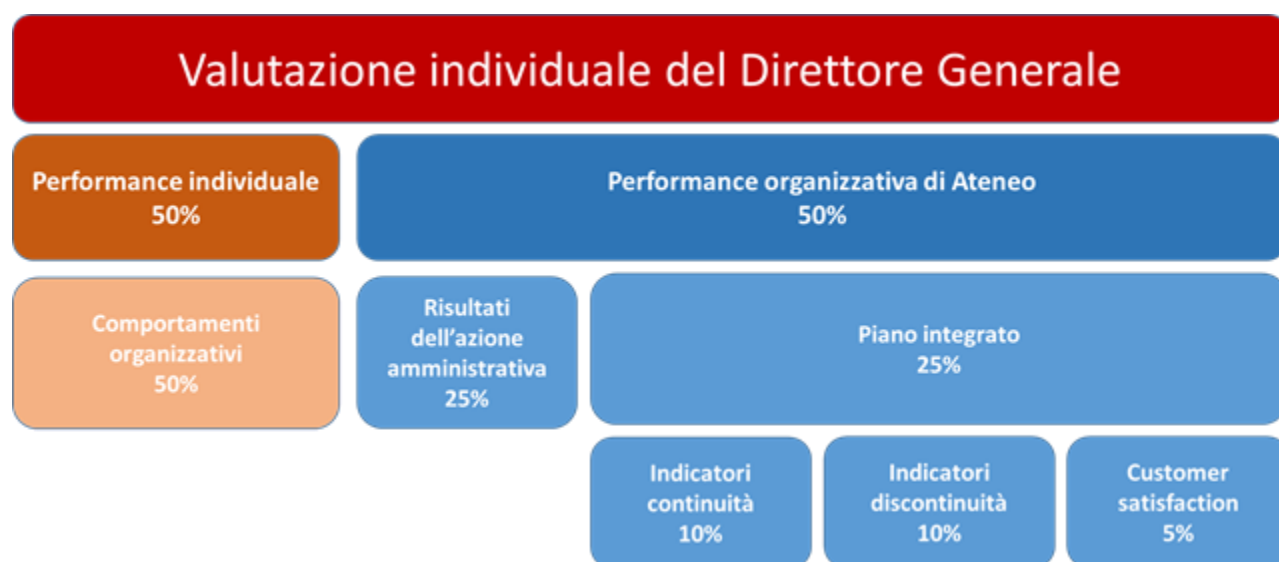 Valutazione individuale del Direttore Generale
Performance individuale
50%
Performance organizzativa di Ateneo
50%
Comportamenti
organizzativi
50%
Risultati
dell’azione
amministrativa
25%
Piano integrato
25%
Indicatori
continuità
10%
Indicatori
discontinuità
10%
Customer
satisfaction
5%